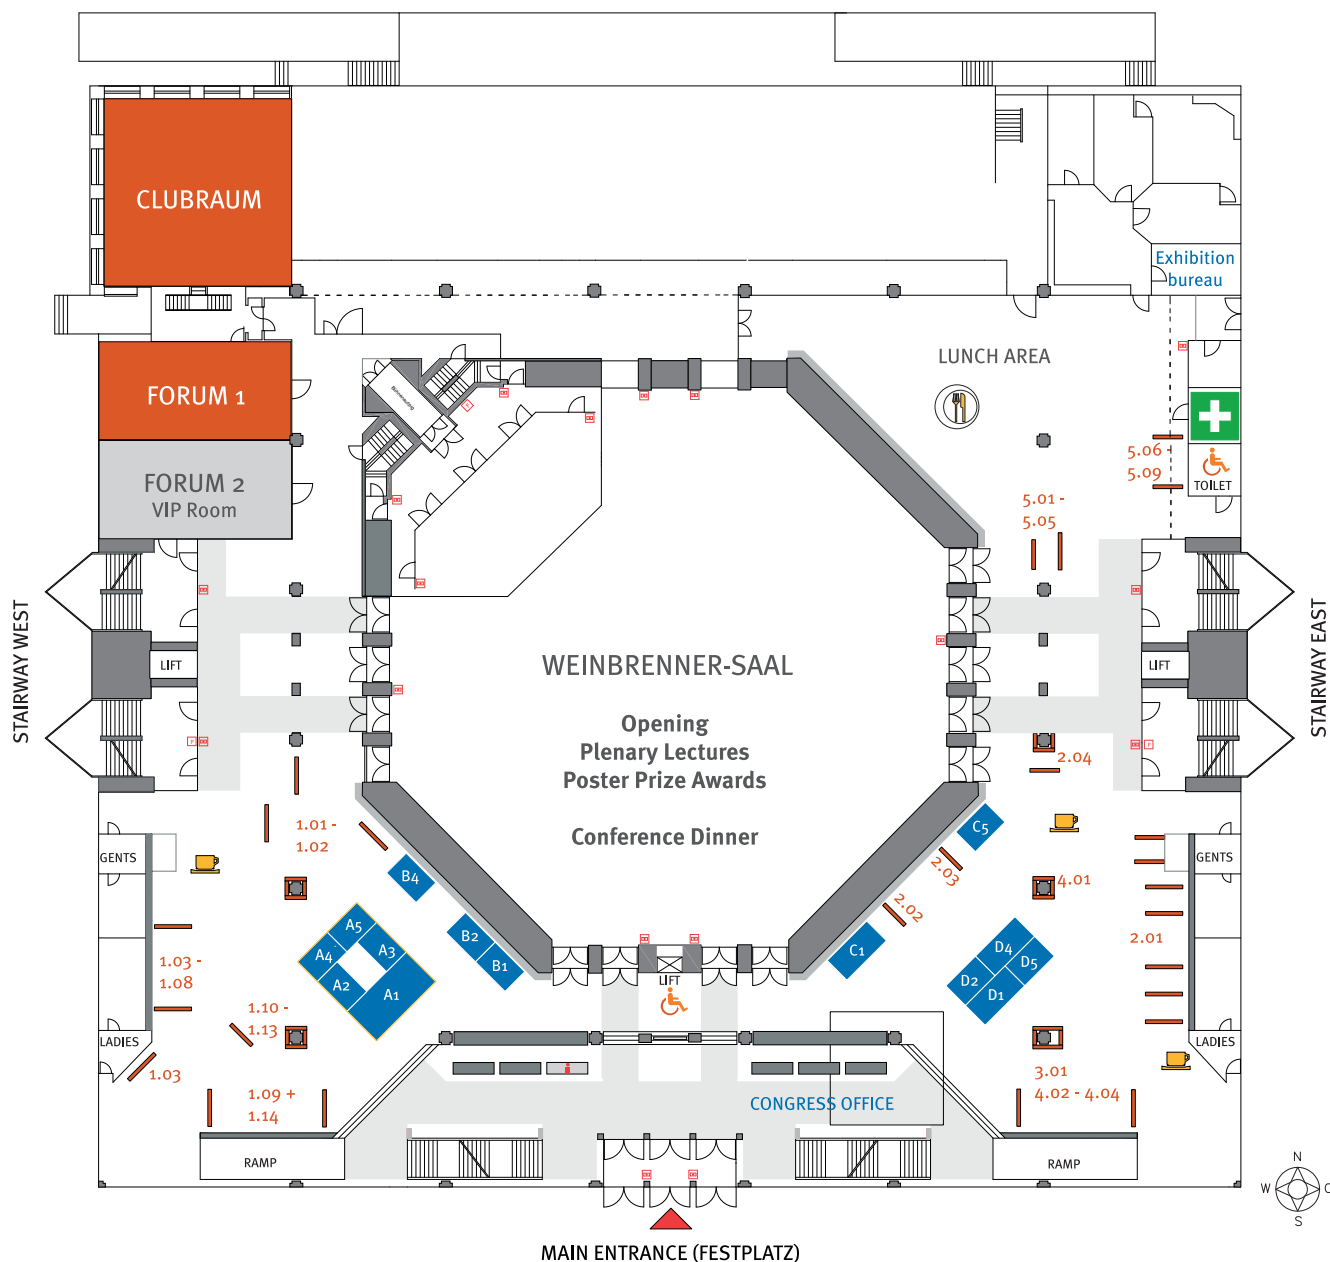 CLUBRAUM
Exhibition
bureau
LUNCH AREA
FORUM 1
FORUM 2
VIP Room
5.06 -
5.09
TOILET
5.01 -
5.05
STAIRWAY WEST
LIFT
WEINBRENNER-SAAL
Opening
Plenary Lectures
Poster Prize Awards
Conference Dinner
LIFT
STAIRWAY EAST
F
F
2.04
1.01 -
1.02
GENTS
B4
C5
2.03
4.01
GENTS
2.02
A5
A4
A3
A2
A1
B2
B1
C1
D4
D5
D2
D1
2.01
1.03 -
1.08
LIFT
1.10 -
1.13
LADIES
1.03
1.09 +
1.14
LADIES
3.01
4.02 - 4.04
CONGRESS OFFICE
RAMP
RAMP
N
W
O
S
MAIN ENTRANCE (FESTPLATZ)